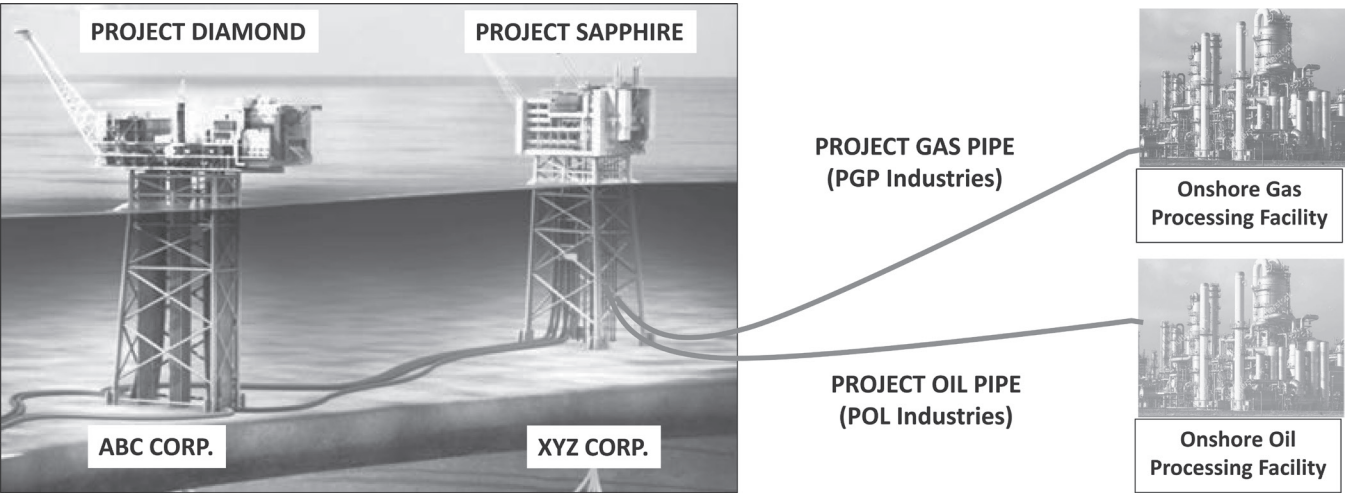 PROJECT DIAMOND
PROJECT SAPPHIRE
PROJECT GAS PIPE
(PGP Industries)
Onshore Gas
Processing Facility
PROJECT OIL PIPE
(POL Industries)
ABC CORP.
XYZ CORP.
Onshore Oil
Processing Facility